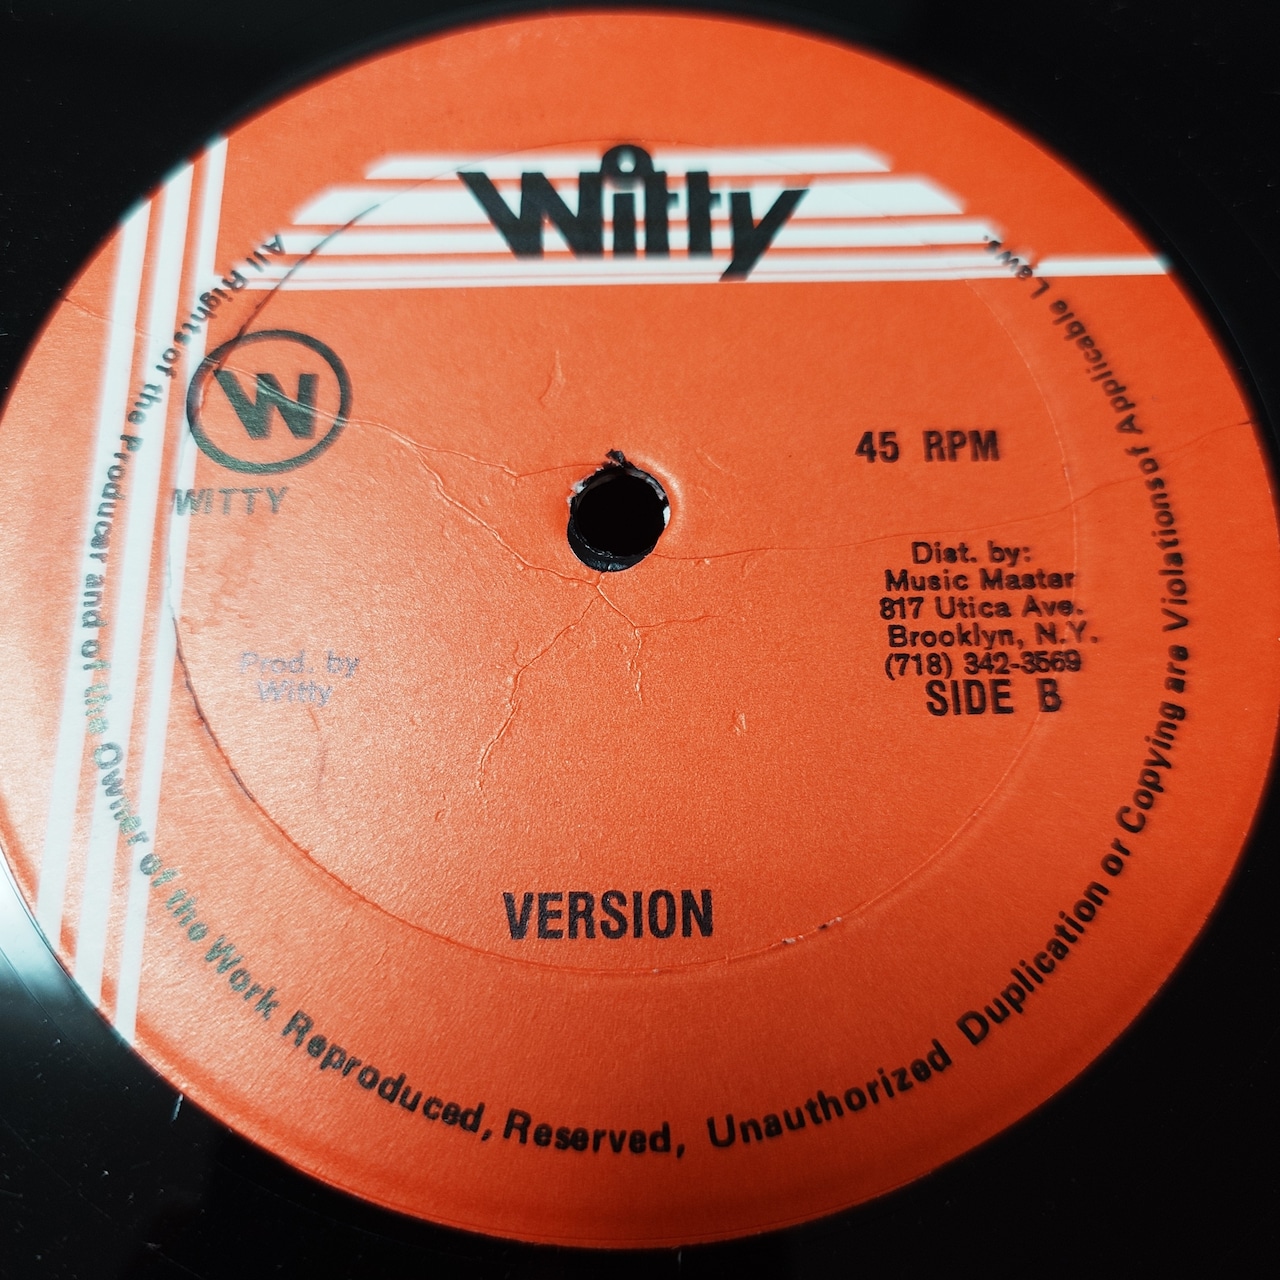 Witty
W
WITTY
45 RPM
Dist. by:
Music Master
817 Utica Ave.
Brooklyn, N.Y.
(718) 342-3569
SIDE B
Prod. by
Witty
VERSION
All Rights of the Producer and of the Owner of the Work Reproduced, Reserved, Unauthorized Duplication or Copying are Violationsof Applicable Laws.